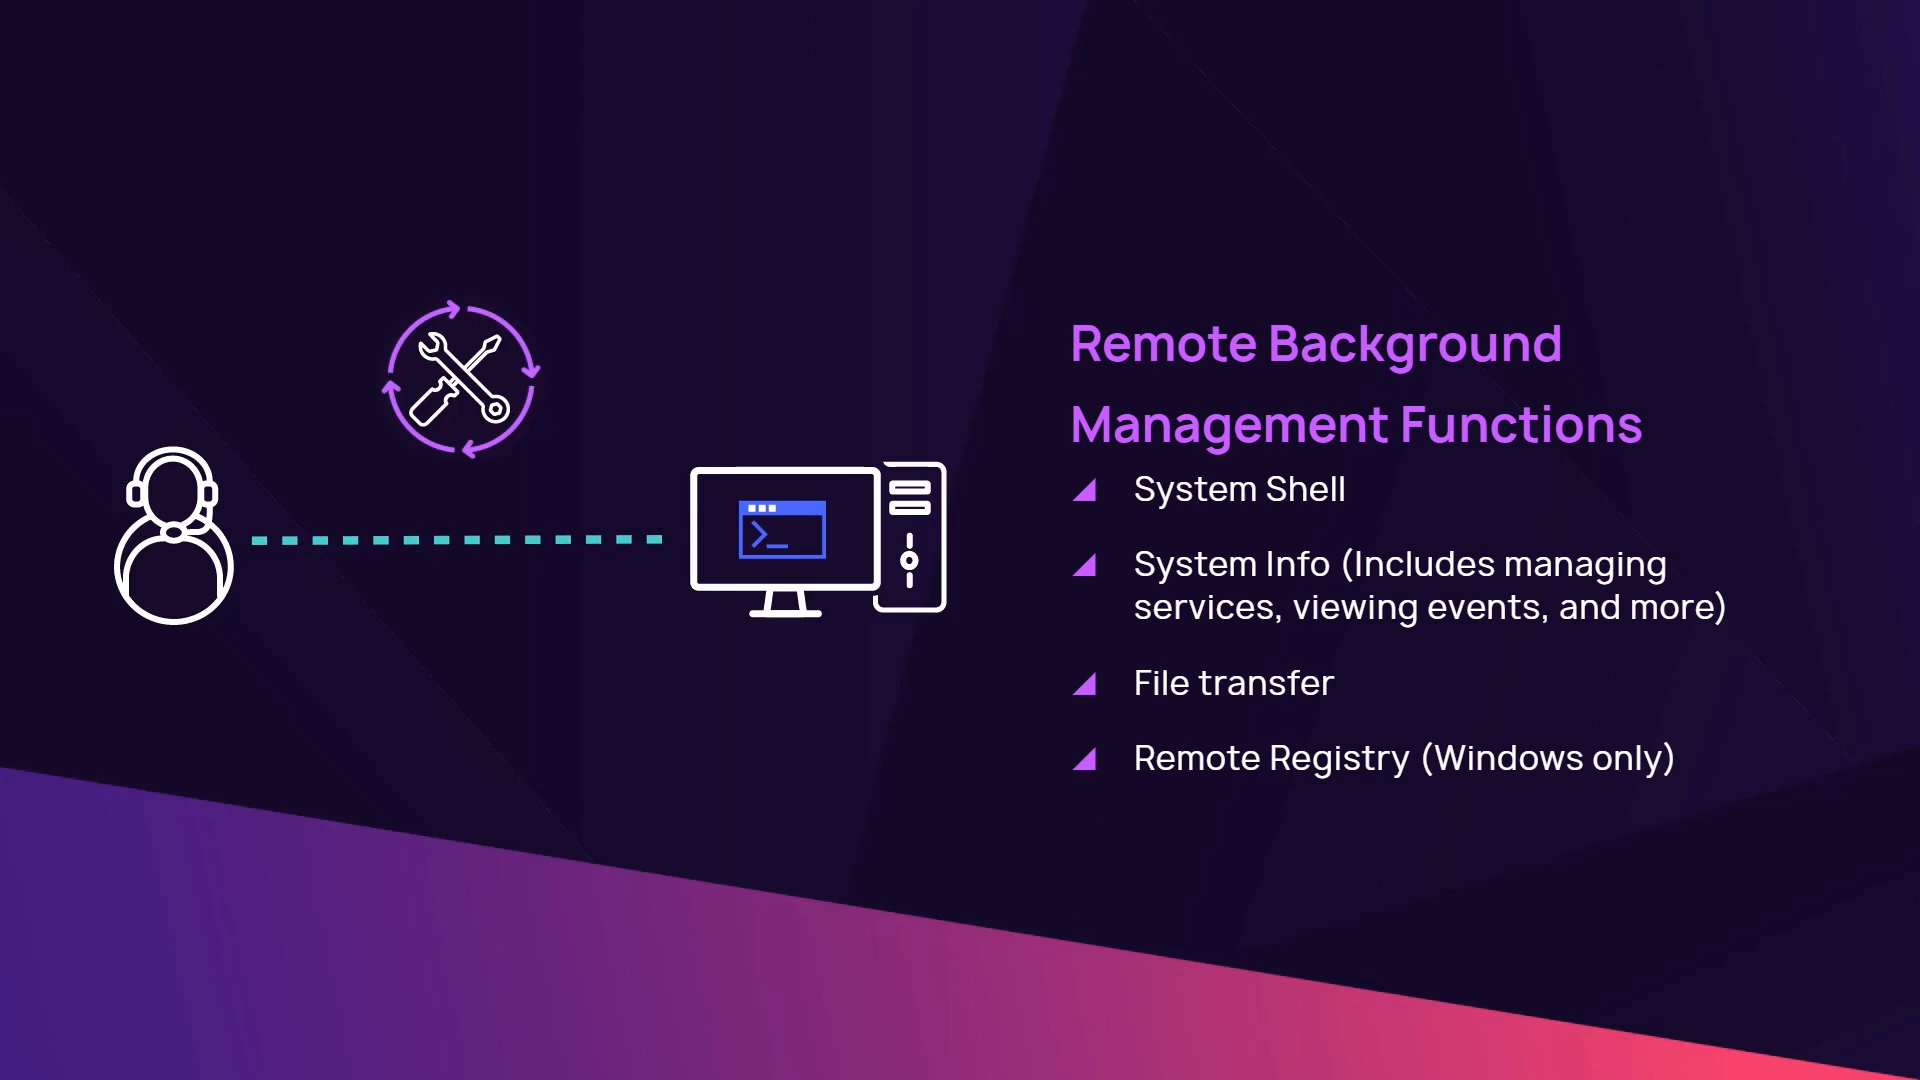 Remote Background
Management Functions
System Shell
System Info (Includes managing
services, viewing events, and more)
File transfer
Remote Registry (Windows only)